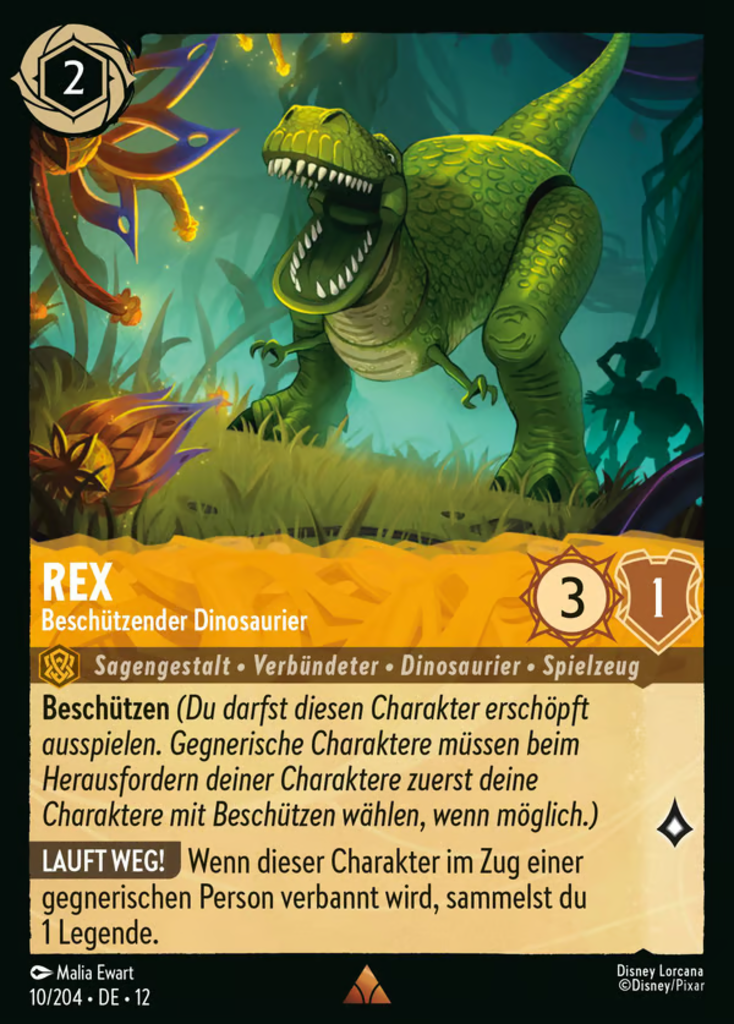 2
REX
Beschützender Dinosaurier
3
1
Sagengestalt • Verbündeter • Dinosaurier • Spielzeug
Beschützen (Du darfst diesen Charakter erschöpft
ausspielen. Gegnerische Charaktere müssen beim
Herausfordern deiner Charaktere zuerst deine
Charaktere mit Beschützen wählen, wenn möglich.)
LAUFT WEG! Wenn dieser Charakter im Zug einer
gegnerischen Person verbannt wird, sammelst du
1 Legende.
Malia Ewart
10/204 • DE • 12
Disney Lorcana
©Disney/Pixar